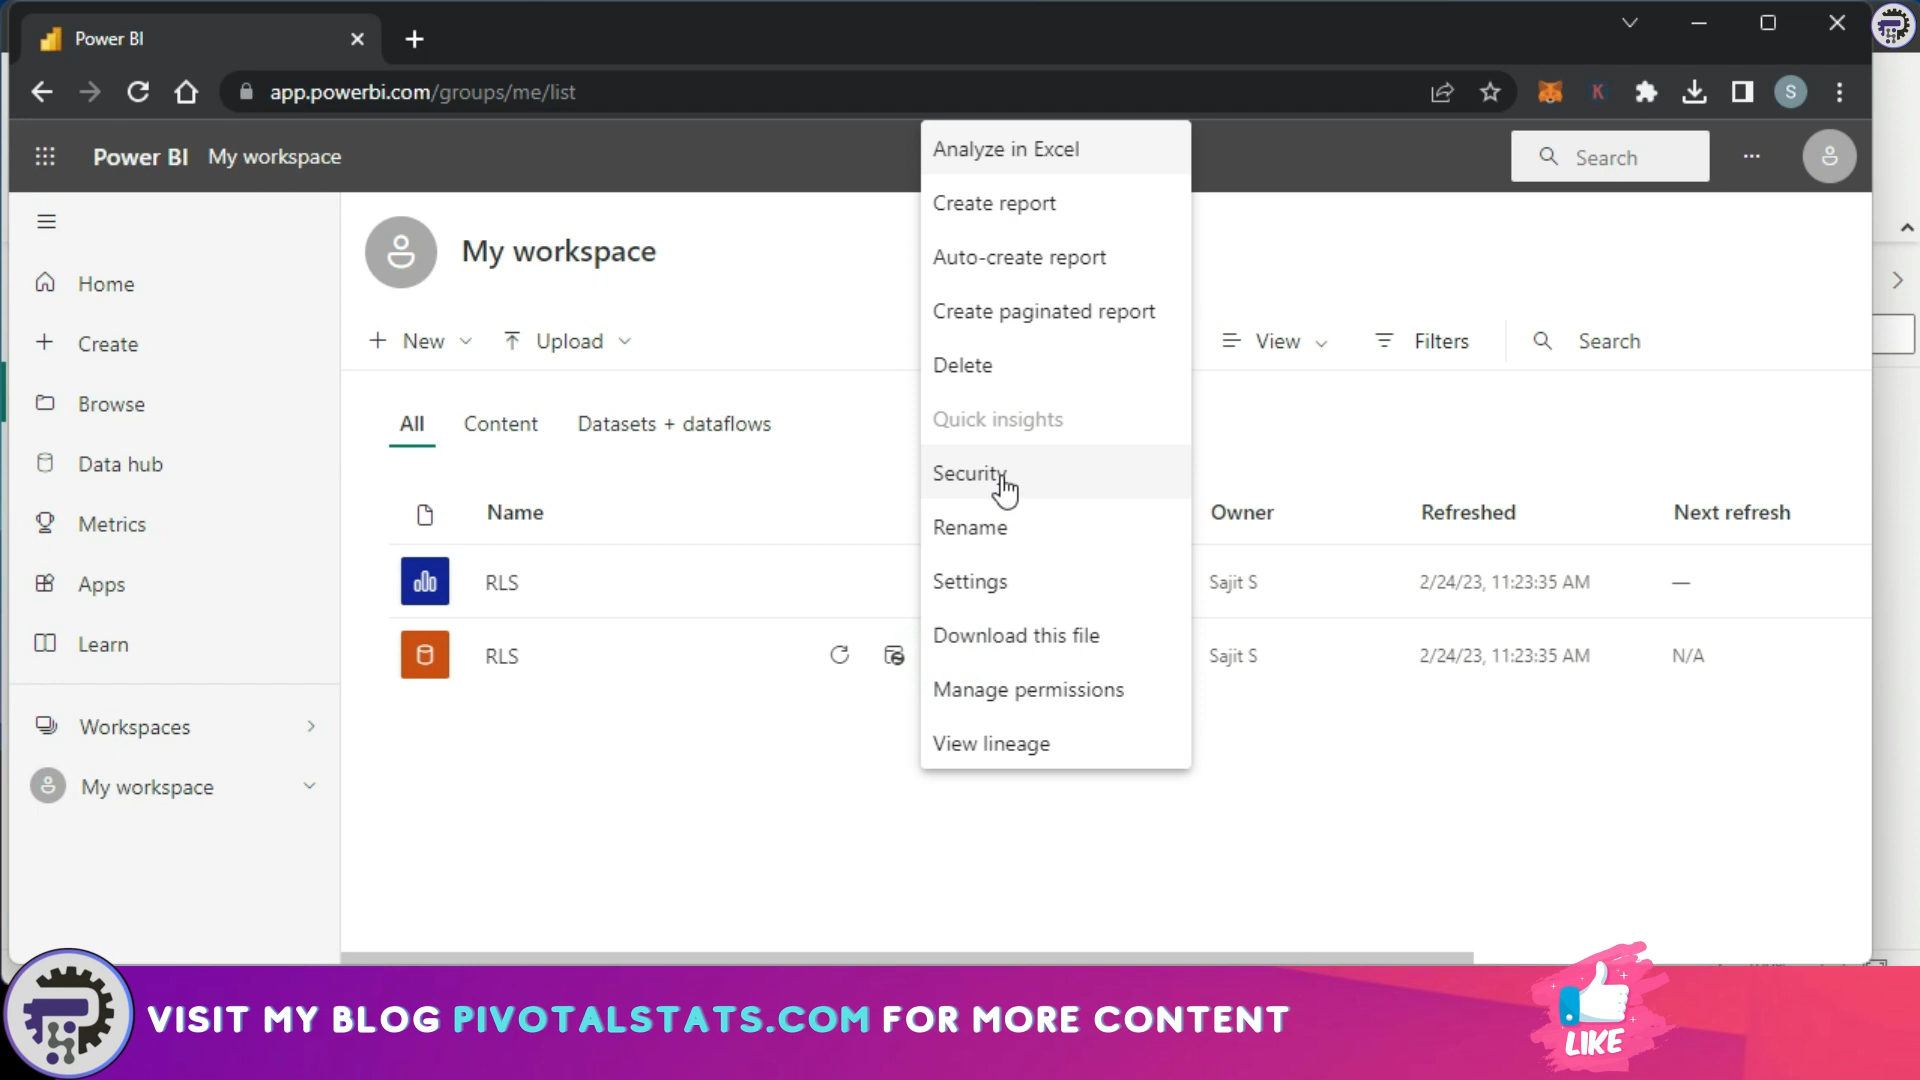 Power BI
app.powerbi.com/groups/me/list
K
S
Power BI My workspace
Search
Home
Create
Browse
Data hub
Metrics
Apps
Learn
Workspaces
My workspace
My workspace
New Upload
View Filters Search
All Content Datasets + dataflows
Name Owner Refreshed Next refresh
RLS Sajit S 2/24/23, 11:23:35 AM —
RLS Sajit S 2/24/23, 11:23:35 AM N/A
Analyze in Excel
Create report
Auto-create report
Create paginated report
Delete
Quick insights
Security
Rename
Settings
Download this file
Manage permissions
View lineage
VISIT MY BLOG PIVOTALSTATS.COM FOR MORE CONTENT
LIKE